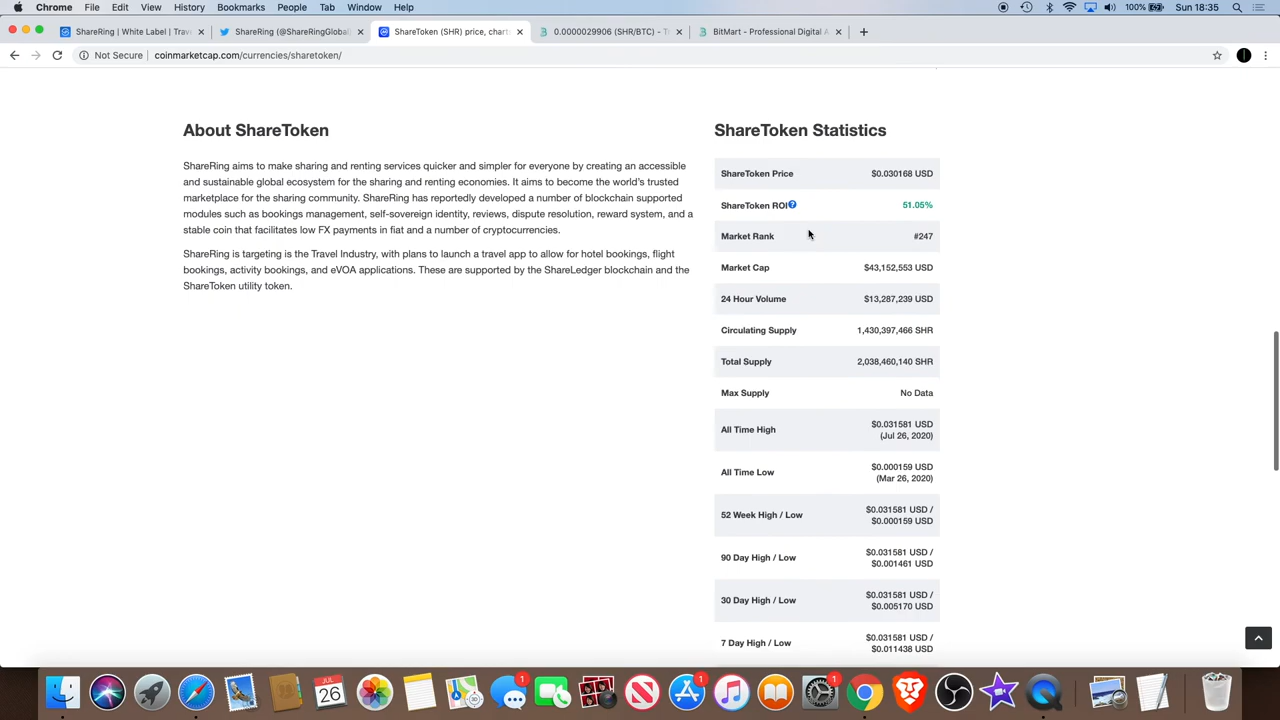 Chrome File Edit View History Bookmarks People Tab Window Help 100% Sun 18:35
ShareRing | White Label | Trave
ShareRing (@ShareRingGlobal
ShareToken (SHR) price, chart
0.0000029906 (SHR/BTC) - T
BitMart - Professional Digital A
Not Secure coinmarketcap.com/currencies/sharetoken/
About ShareToken
ShareRing aims to make sharing and renting services quicker and simpler for everyone by creating an accessible
and sustainable global ecosystem for the sharing and renting economies. It aims to become the world's trusted
marketplace for the sharing community. ShareRing has reportedly developed a number of blockchain supported
modules such as bookings management, self-sovereign identity, reviews, dispute resolution, reward system, and a
stable coin that facilitates low FX payments in fiat and a number of cryptocurrencies.
ShareRing is targeting is the Travel Industry, with plans to launch a travel app to allow for hotel bookings, flight
bookings, activity bookings, and eVOA applications. These are supported by the ShareLedger blockchain and the
ShareToken utility token.
ShareToken Statistics
ShareToken Price $0.030168 USD
ShareToken ROI 51.05%
Market Rank #247
Market Cap $43,152,553 USD
24 Hour Volume $13,287,239 USD
Circulating Supply 1,430,397,466 SHR
Total Supply 2,038,460,140 SHR
Max Supply No Data
All Time High $0.031581 USD
(Jul 26, 2020)
All Time Low $0.000159 USD
(Mar 26, 2020)
52 Week High / Low $0.031581 USD /
$0.000159 USD
90 Day High / Low $0.031581 USD /
$0.001461 USD
30 Day High / Low $0.031581 USD /
$0.005170 USD
7 Day High / Low $0.031581 USD /
$0.011438 USD
JUL
26
1
1
1